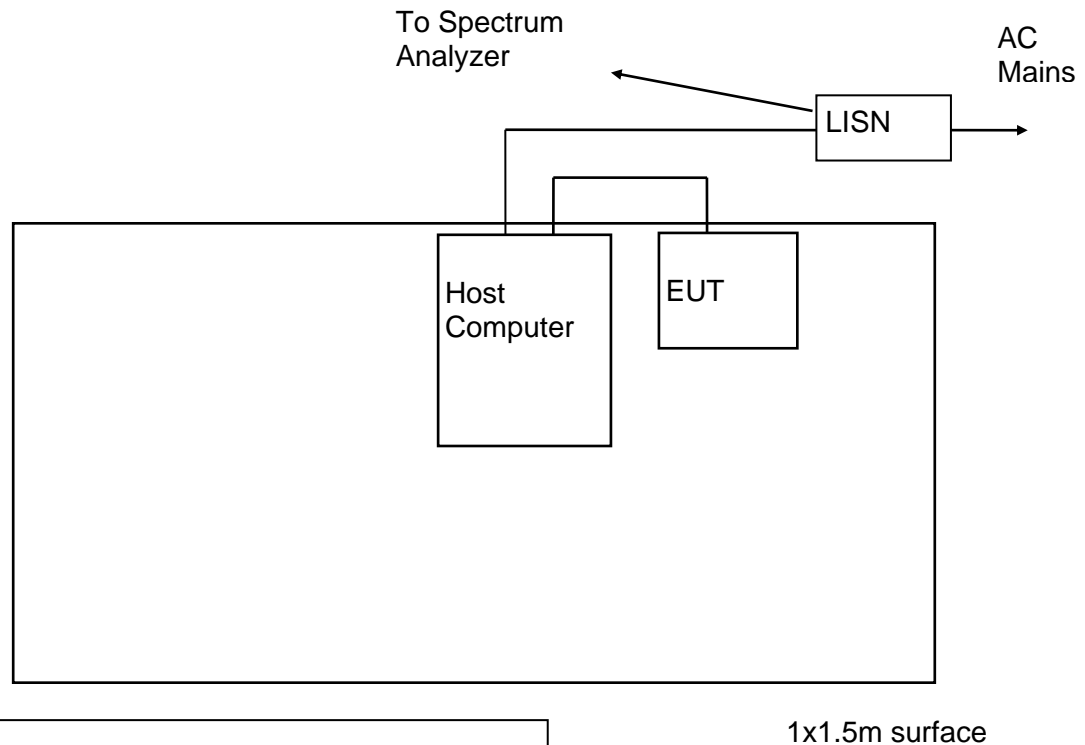 To Spectrum
Analyzer
AC
Mains
LISN
Host
Computer
EUT
1x1.5m surface